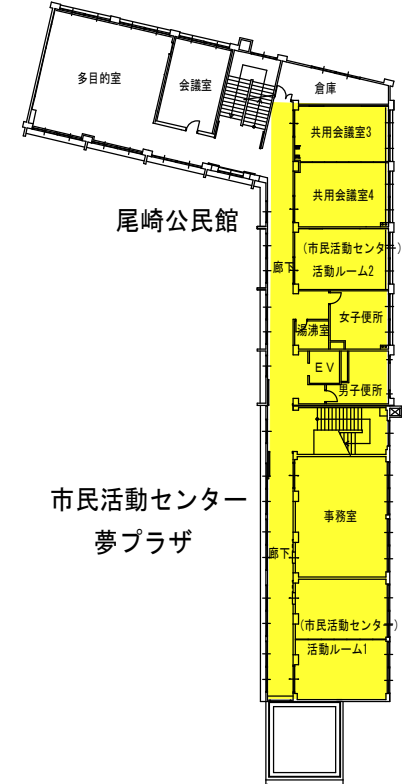 多目的室
会議室
倉庫
共用会議室3
共用会議室4
尾崎公民館
(市民活動センター)
活動ルーム2
廊下
女子便所
湯沸室
EV
男子便所
市民活動センター
夢プラザ
事務室
廊下
(市民活動センター)
活動ルーム1